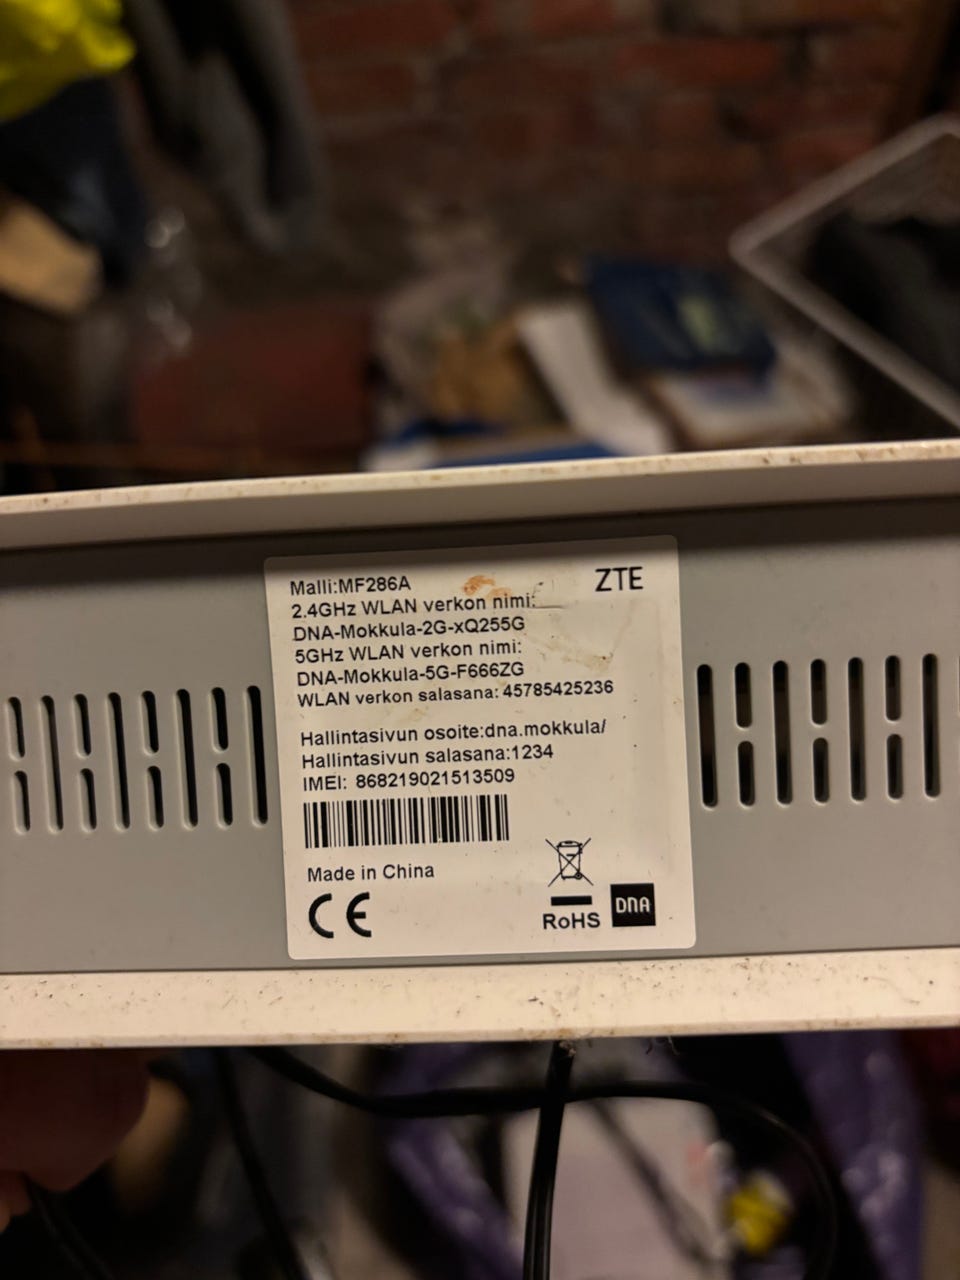 Malli:MF286A
ZTE
2.4GHz WLAN verkon nimi:
DNA-Mokkula-2G-xQ255G
5GHz WLAN verkon nimi:
DNA-Mokkula-5G-F666ZG
WLAN verkon salasana: 45785425236
Hallintasivun osoite:dna.mokkula/
Hallintasivun salasana:1234
IMEI: 868219021513509
Made in China
CE
RoHS
DNA